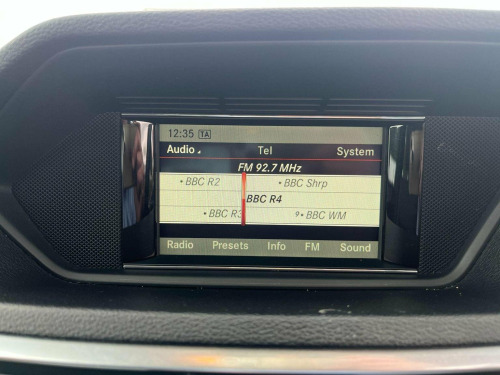 12:35 TA
Audio Tel System
FM 92.7 MHz
• BBC R2 • BBC Shrp
BBC R4
• BBC R3 9• BBC WM
Radio Presets Info FM Sound